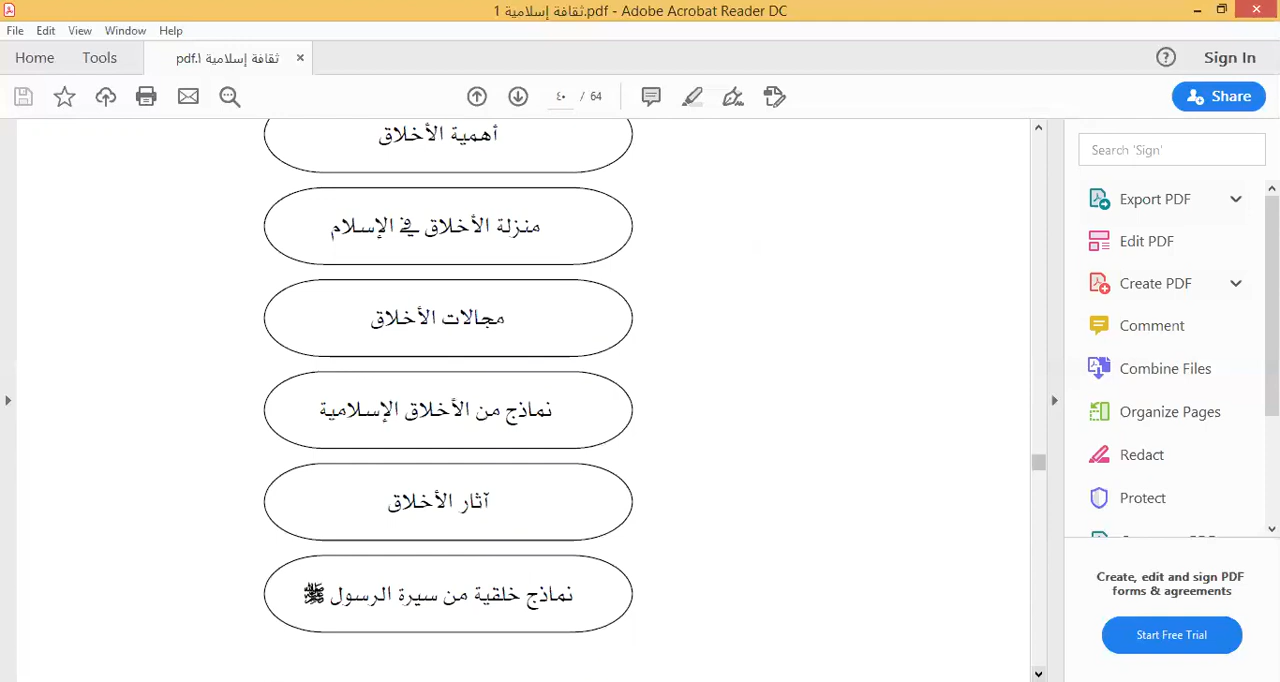 ثقافة إسلامية 1.pdf - Adobe Acrobat Reader DC
File Edit View Window Help
Home Tools ثقافة إسلامية ١.pdf × Sign In
٤٠ / 64 Share
أهمية الأخلاق
منزلة الأخلاق في الإسلام
مجالات الأخلاق
نماذج من الأخلاق الإسلامية
آثار الأخلاق
نماذج خلقية من سيرة الرسول ﷺ
Search 'Sign'
Export PDF
Edit PDF
Create PDF
Comment
Combine Files
Organize Pages
Redact
Protect
Create, edit and sign PDF
forms & agreements
Start Free Trial